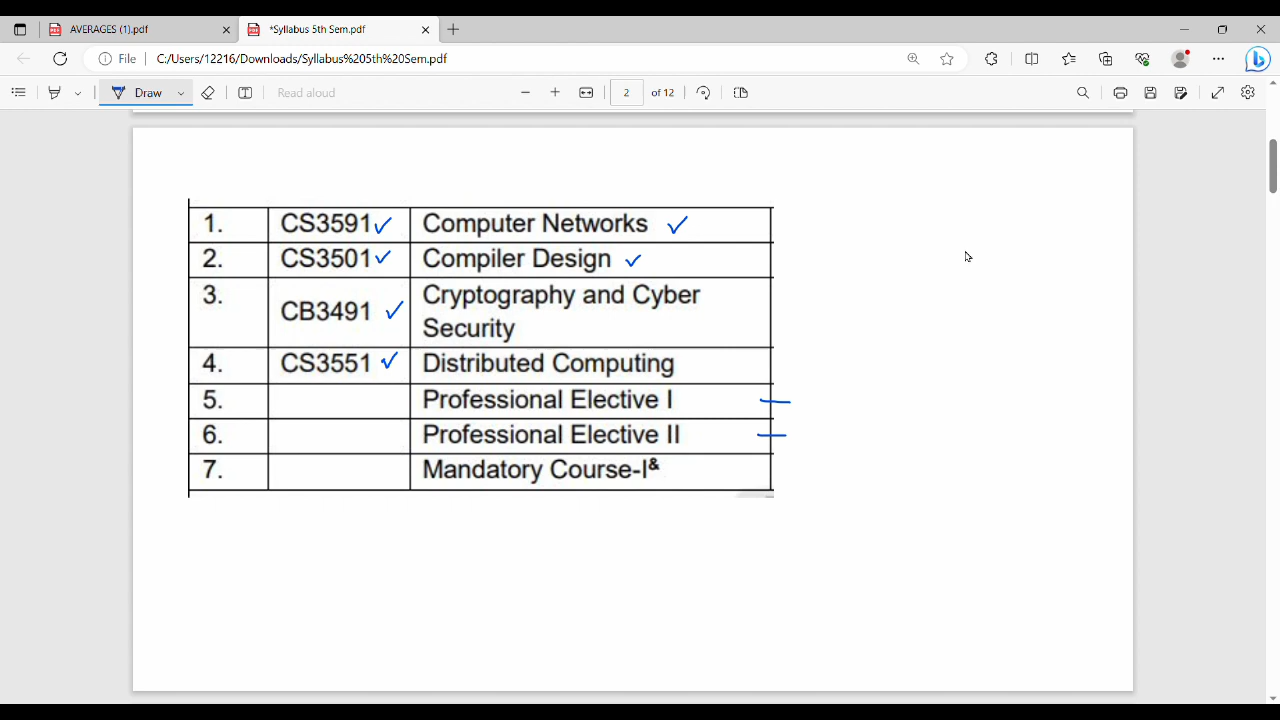 AVERAGES (1).pdf
*Syllabus 5th Sem.pdf
File C:/Users/12216/Downloads/Syllabus%205th%20Sem.pdf
Draw Read aloud 2 of 12
1. CS3591 Computer Networks
2. CS3501 Compiler Design
3. CB3491 Cryptography and Cyber
Security
4. CS3551 Distributed Computing
5. Professional Elective I
6. Professional Elective II
7. Mandatory Course-I&